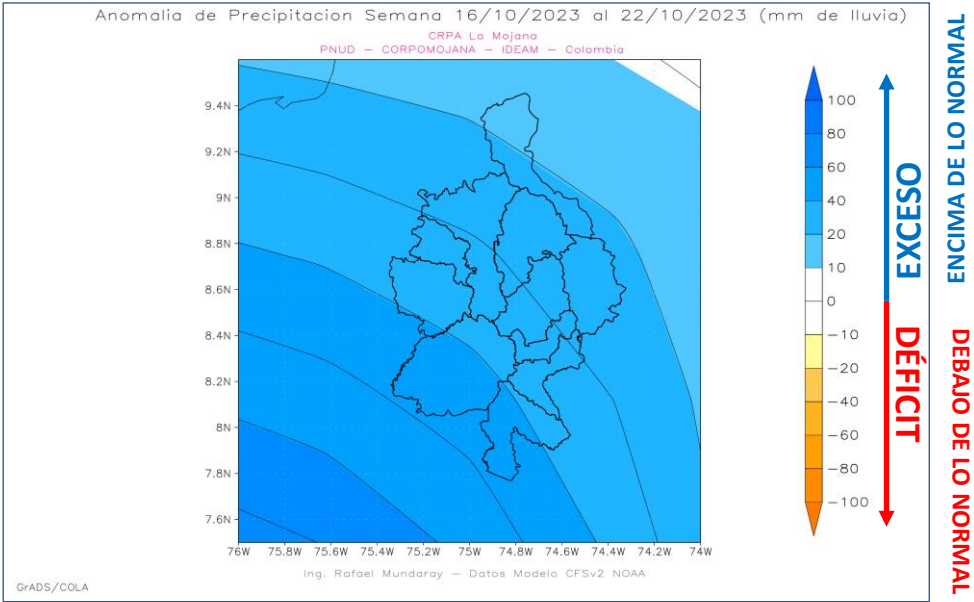 Anomalia de Precipitacion Semana 16/10/2023 al 22/10/2023 (mm de lluvia)
CRPA La Mojana
PNUD – CORPOMOJANA – IDEAM – Colombia
9.4N
9.2N
9N
8.8N
8.6N
8.4N
8.2N
8N
7.8N
7.6N
76W 75.8W 75.6W 75.4W 75.2W 75W 74.8W 74.6W 74.4W 74.2W 74W
Ing. Rafael Mundaray – Datos Modelo CFSv2 NOAA
GrADS/COLA
100
80
60
40
20
10
0
−10
−20
−40
−60
−80
−100
EXCESO
DÉFICIT
ENCIMA DE LO NORMAL
DEBAJO DE LO NORMAL